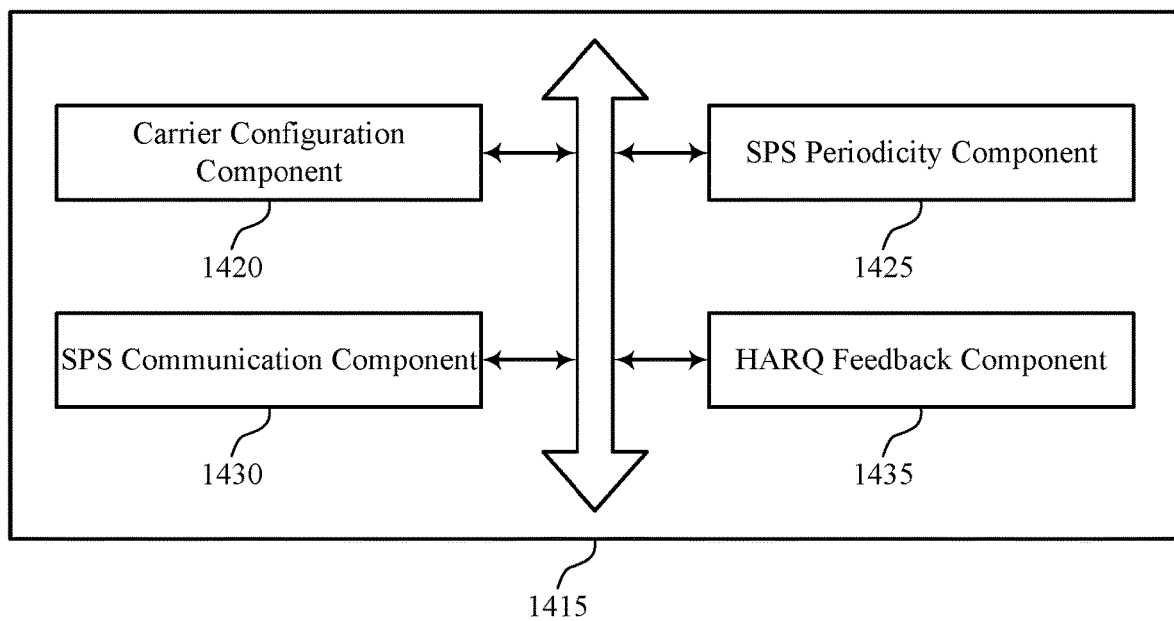 Carrier Configuration
Component
1420
SPS Periodicity Component
1425
SPS Communication Component
1430
HARQ Feedback Component
1435
1415